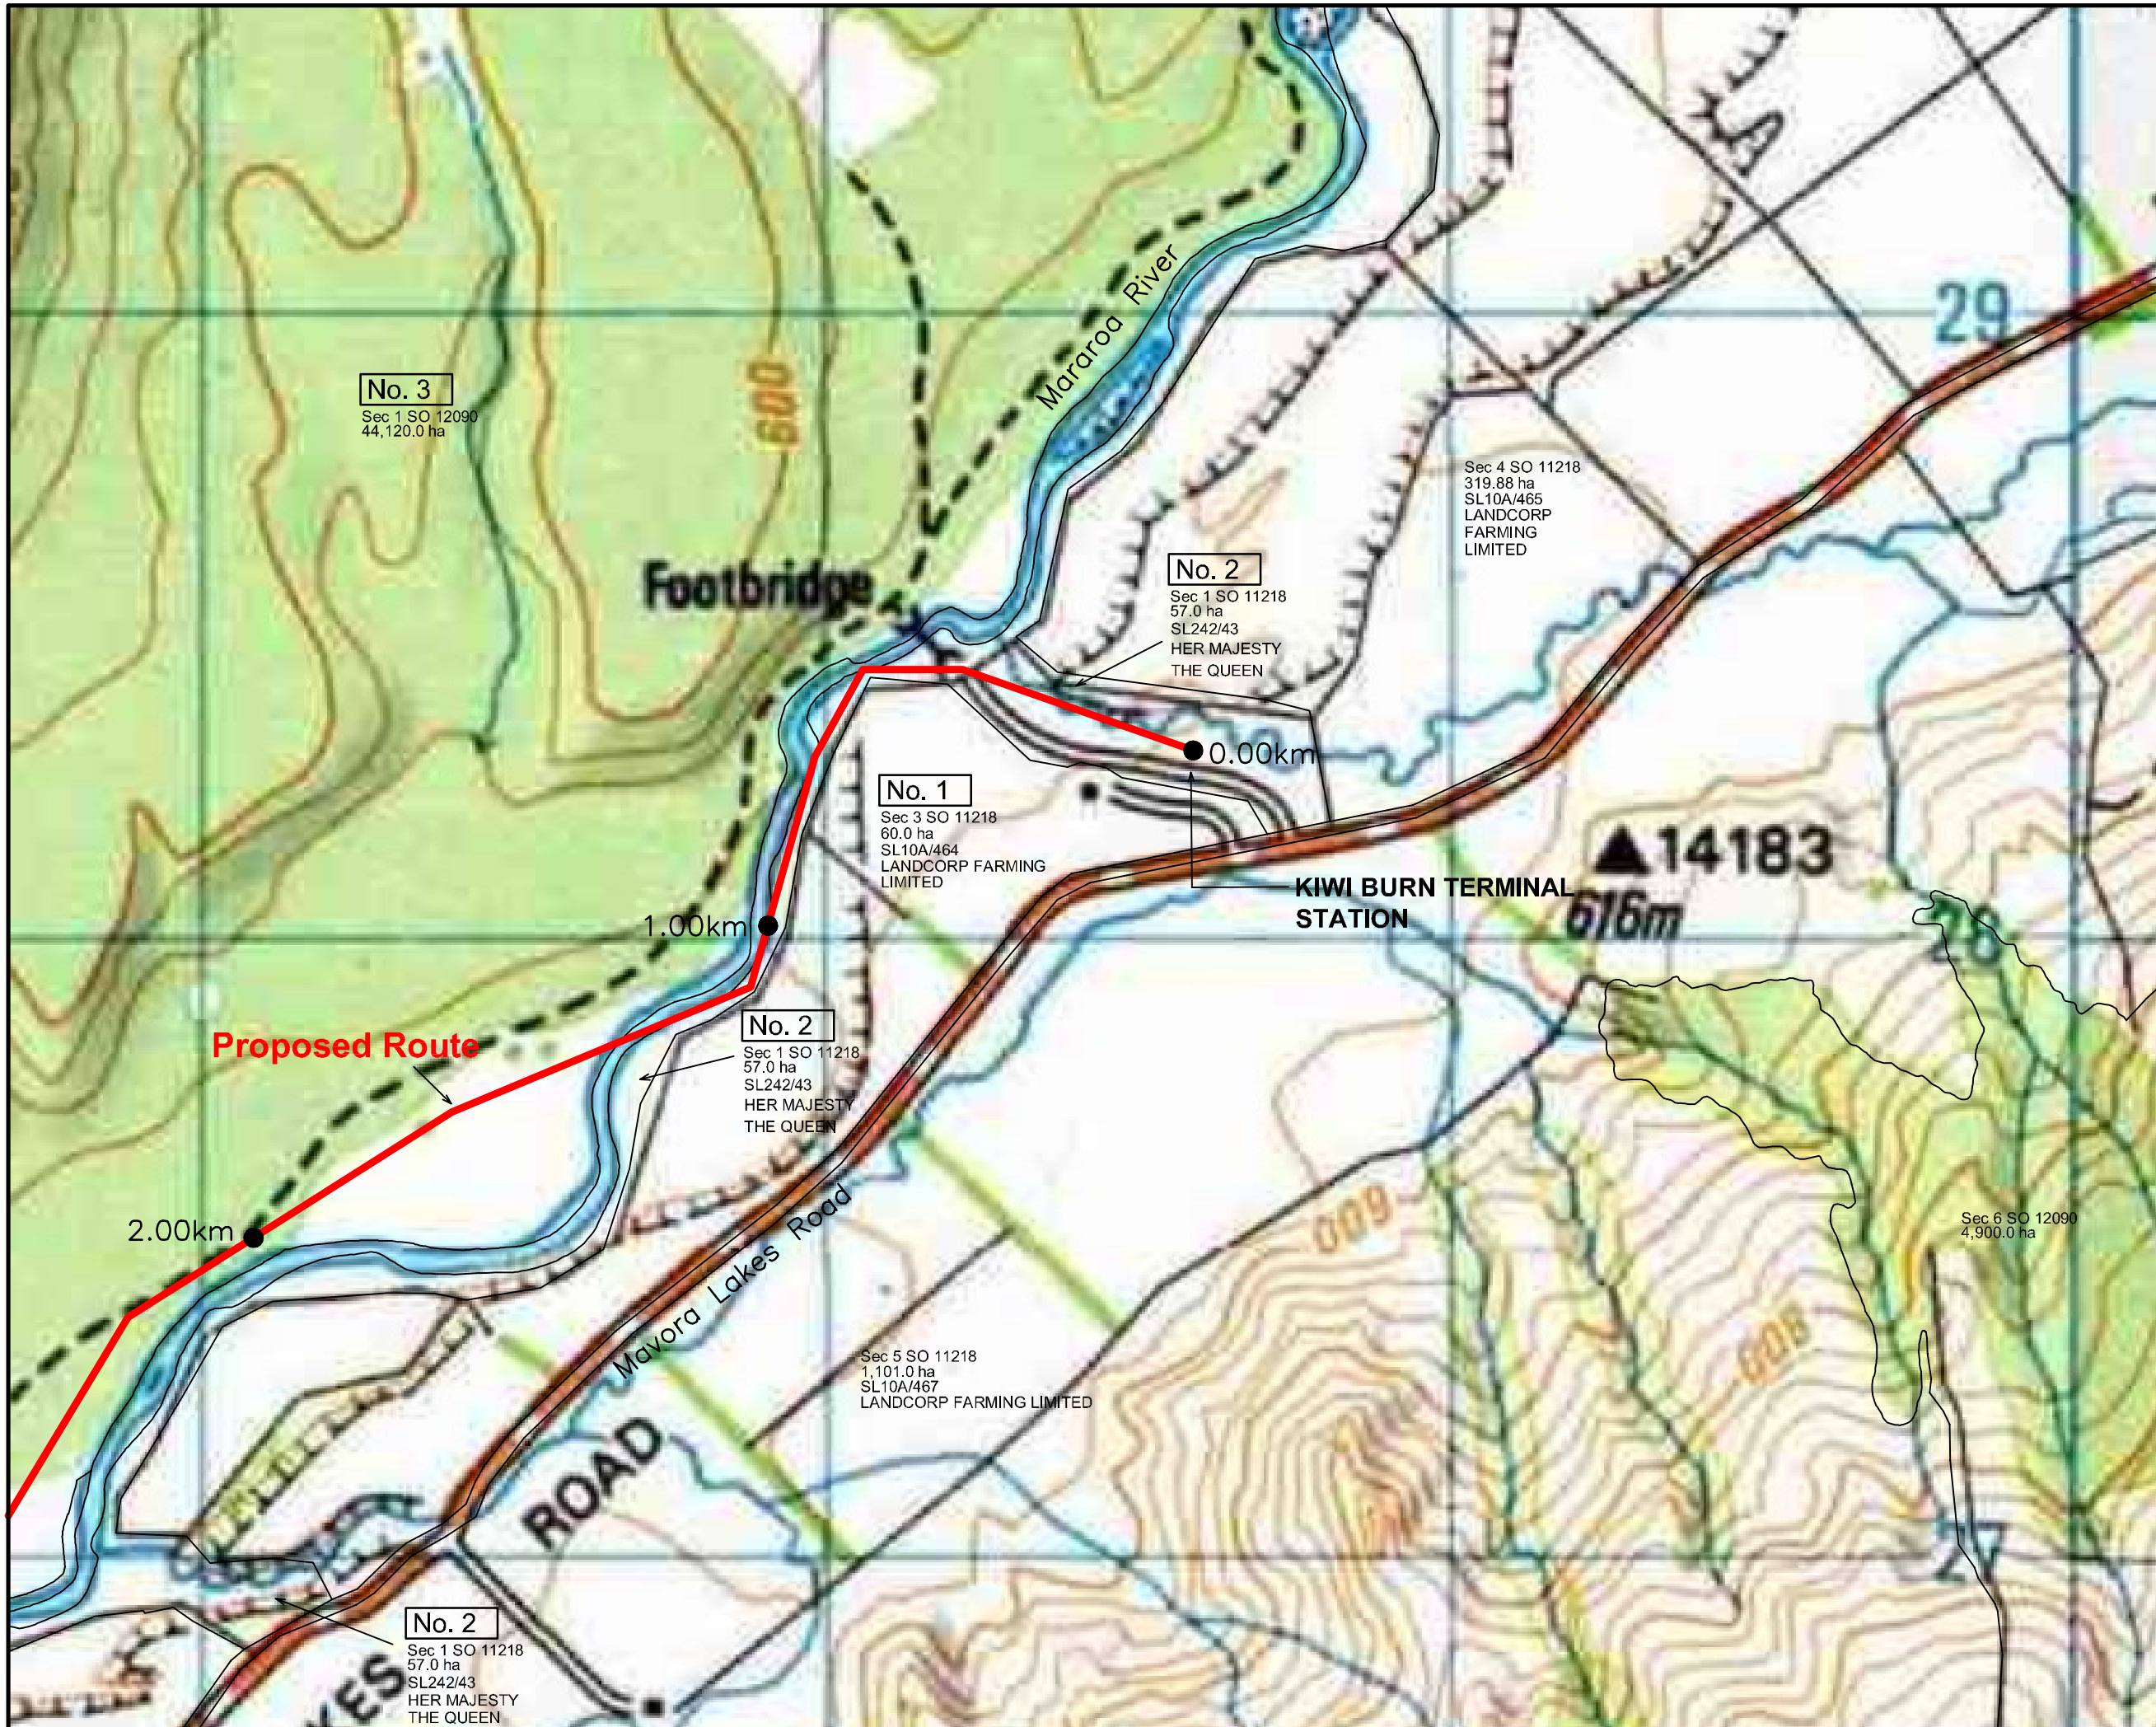 29
Mararoa River
No. 3
Sec 1 SO 12090
44,120.0 ha
600
Sec 4 SO 11218
319.88 ha
SL10A/465
LANDCORP
FARMING
LIMITED
Footbridge
No. 2
Sec 1 SO 11218
57.0 ha
SL242/43
HER MAJESTY
THE QUEEN
0.00km
No. 1
Sec 3 SO 11218
60.0 ha
SL10A/464
LANDCORP FARMING
LIMITED
14183
616m
KIWI BURN TERMINAL
STATION
28
1.00km
Proposed Route
No. 2
Sec 1 SO 11218
57.0 ha
SL242/43
HER MAJESTY
THE QUEEN
600
Sec 6 SO 12090
4,900.0 ha
2.00km
Mavora Lakes Road
800
Sec 5 SO 11218
1,101.0 ha
SL10A/467
LANDCORP FARMING LIMITED
ROAD
27
No. 2
Sec 1 SO 11218
57.0 ha
SL242/43
HER MAJESTY
THE QUEEN
KES